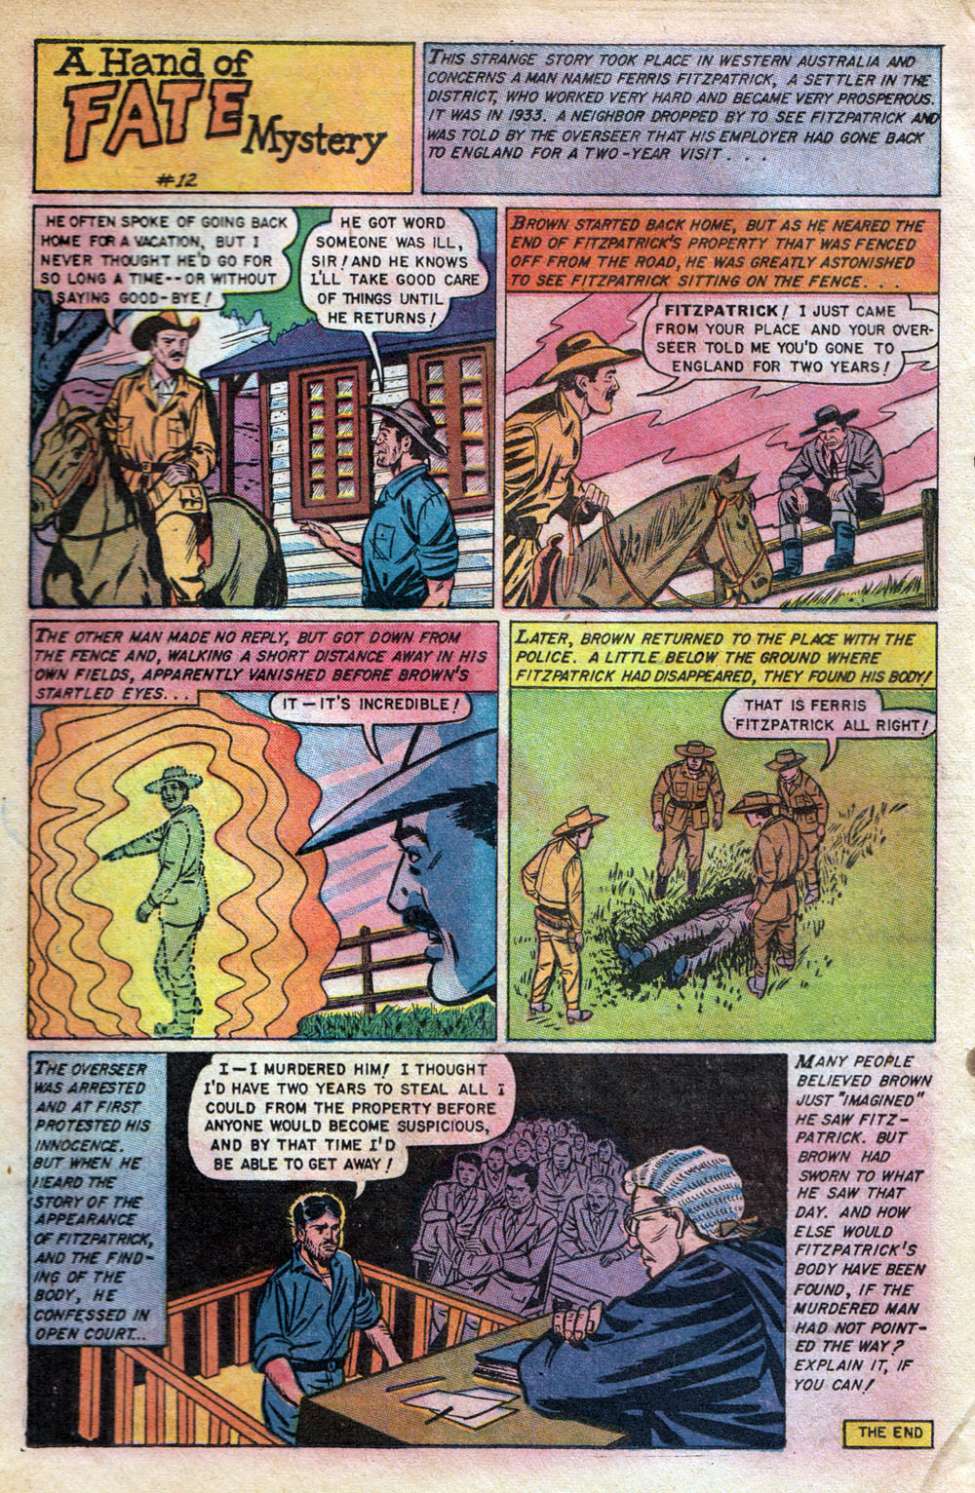 A Hand of
FATE
Mystery
#12
THIS STRANGE STORY TOOK PLACE IN WESTERN AUSTRALIA AND
CONCERNS A MAN NAMED FERRIS FITZPATRICK, A SETTLER IN THE
DISTRICT, WHO WORKED VERY HARD AND BECAME VERY PROSPEROUS.
IT WAS IN 1933. A NEIGHBOR DROPPED BY TO SEE FITZPATRICK AND
WAS TOLD BY THE OVERSEER THAT HIS EMPLOYER HAD GONE BACK
TO ENGLAND FOR A TWO-YEAR VISIT . . .
HE OFTEN SPOKE OF GOING BACK
HOME FOR A VACATION, BUT I
NEVER THOUGHT HE'D GO FOR
SO LONG A TIME--OR WITHOUT
SAYING GOOD-BYE!
HE GOT WORD
SOMEONE WAS ILL,
SIR! AND HE KNOWS
I'LL TAKE GOOD CARE
OF THINGS UNTIL
HE RETURNS!
BROWN STARTED BACK HOME, BUT AS HE NEARED THE
END OF FITZPATRICK'S PROPERTY THAT WAS FENCED
OFF FROM THE ROAD, HE WAS GREATLY ASTONISHED
TO SEE FITZPATRICK SITTING ON THE FENCE. . .
FITZPATRICK! I JUST CAME
FROM YOUR PLACE AND YOUR OVER-
SEER TOLD ME YOU'D GONE TO
ENGLAND FOR TWO YEARS!
THE OTHER MAN MADE NO REPLY, BUT GOT DOWN FROM
THE FENCE AND, WALKING A SHORT DISTANCE AWAY IN HIS
OWN FIELDS, APPARENTLY VANISHED BEFORE BROWN'S
STARTLED EYES...
IT--IT'S INCREDIBLE!
LATER, BROWN RETURNED TO THE PLACE WITH THE
POLICE. A LITTLE BELOW THE GROUND WHERE
FITZPATRICK HAD DISAPPEARED, THEY FOUND HIS BODY!
THAT IS FERRIS
FITZPATRICK ALL RIGHT!
THE OVERSEER
WAS ARRESTED
AND AT FIRST
PROTESTED HIS
INNOCENCE.
BUT WHEN HE
HEARD THE
STORY OF THE
APPEARANCE
OF FITZPATRICK,
AND THE FIND-
ING OF THE
BODY, HE
CONFESSED IN
OPEN COURT...
I--I MURDERED HIM! I THOUGHT
I'D HAVE TWO YEARS TO STEAL ALL I
COULD FROM THE PROPERTY BEFORE
ANYONE WOULD BECOME SUSPICIOUS,
AND BY THAT TIME I'D
BE ABLE TO GET AWAY!
MANY PEOPLE
BELIEVED BROWN
JUST "IMAGINED"
HE SAW FITZ-
PATRICK. BUT
BROWN HAD
SWORN TO WHAT
HE SAW THAT
DAY. AND HOW
ELSE WOULD
FITZPATRICK'S
BODY HAVE BEEN
FOUND, IF THE
MURDERED MAN
HAD NOT POINT-
ED THE WAY?
EXPLAIN IT, IF
YOU CAN!
THE END